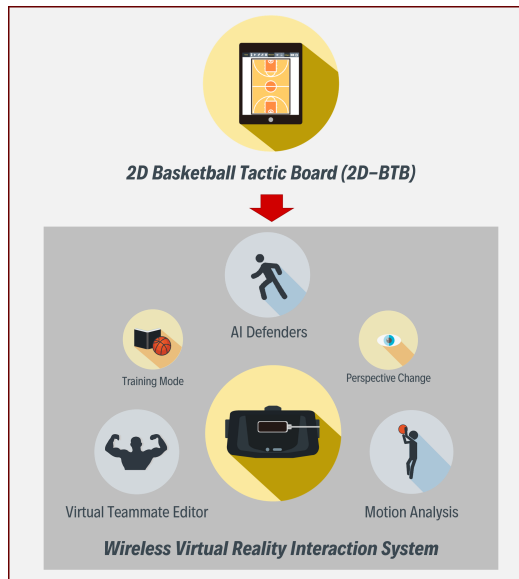 2D Basketball Tactic Board (2D–BTB)
AI Defenders
Training Mode
Perspective Change
Virtual Teammate Editor
Motion Analysis
Wireless Virtual Reality Interaction System